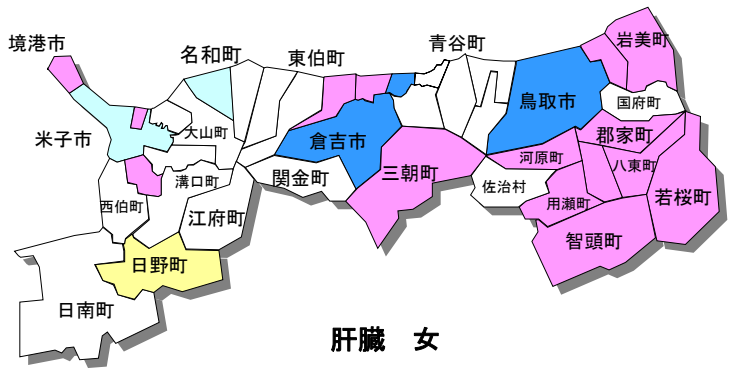 境港市
名和町
東伯町
青谷町
岩美町
米子市
大山町
倉吉市
鳥取市
国府町
郡家町
西伯町
溝口町
江府町
関金町
三朝町
河原町
佐治村
用瀬町
八東町
若桜町
智頭町
日野町
日南町
肝臓　女